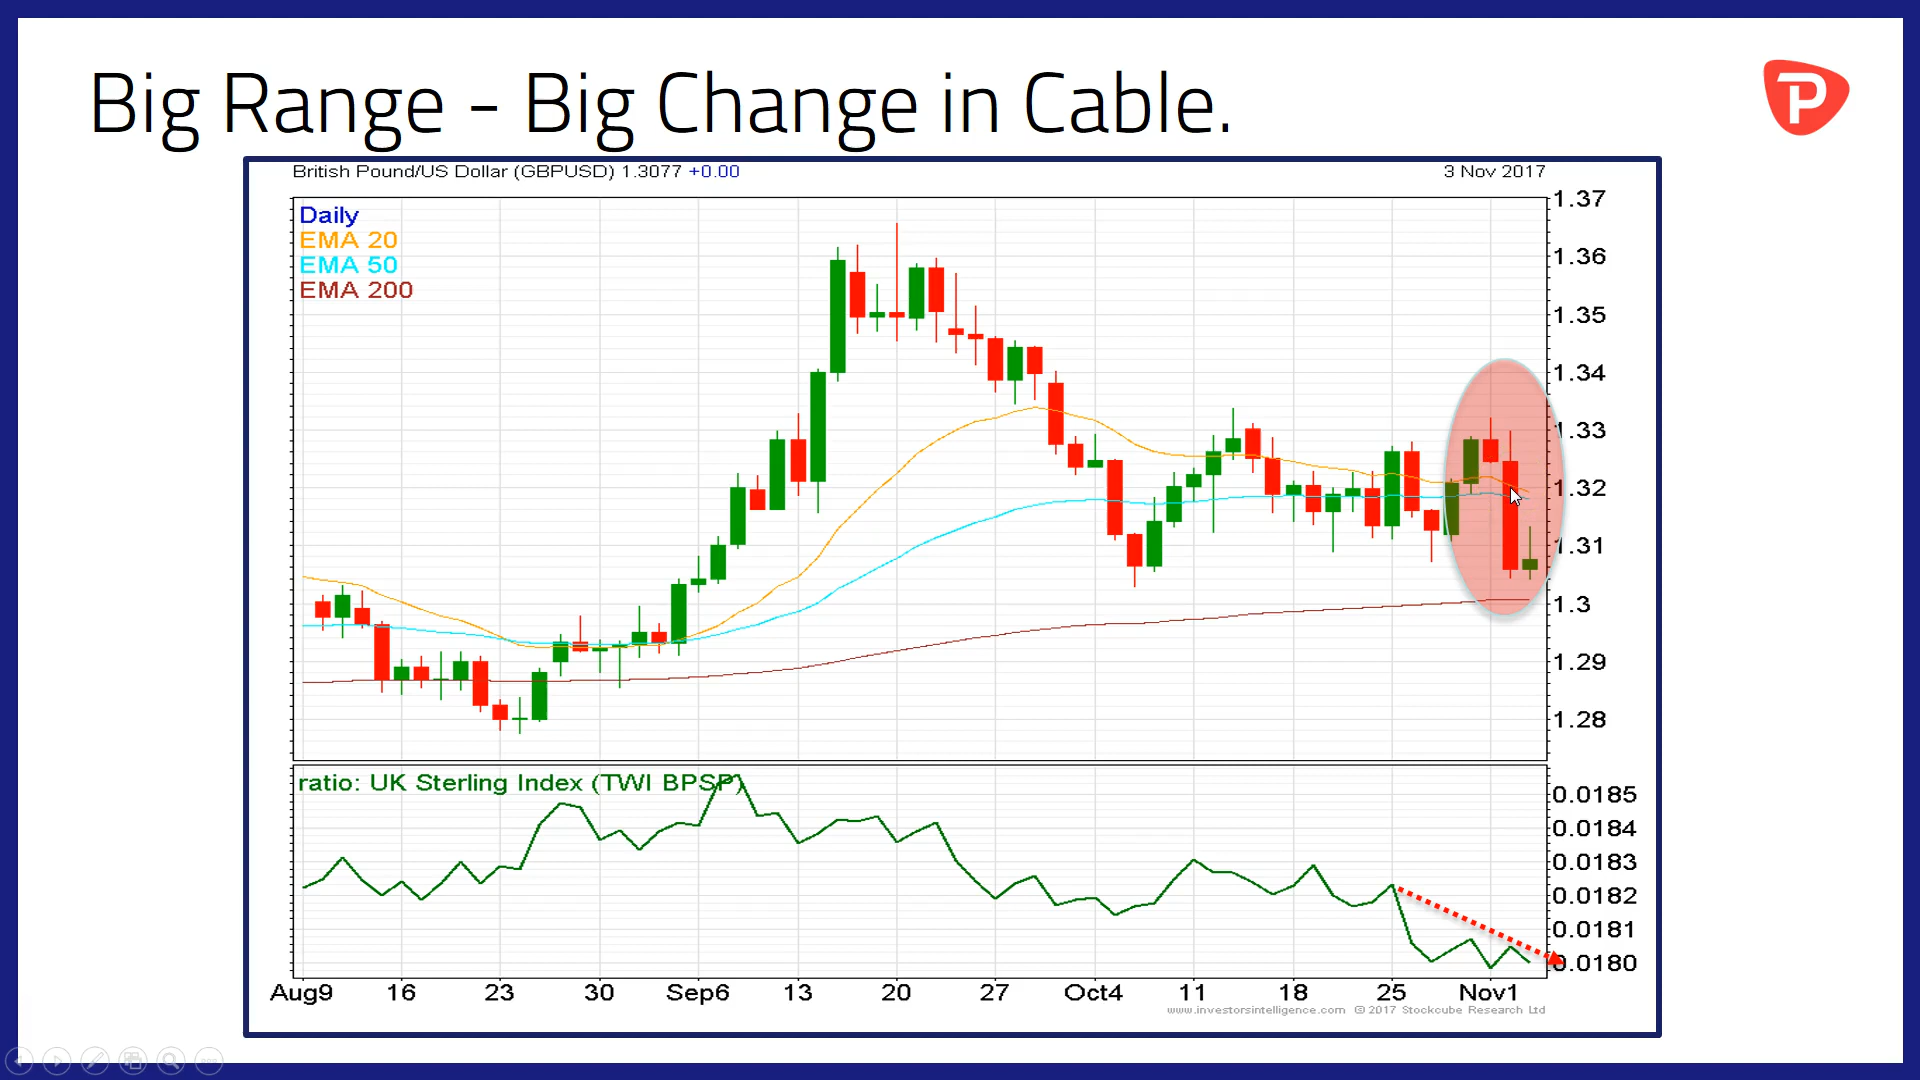 Big Range - Big Change in Cable.
P
British Pound/US Dollar (GBPUSD) 1.3077 +0.00
3 Nov 2017
Daily
EMA 20
EMA 50
EMA 200
1.37
1.36
1.35
1.34
1.33
1.32
1.31
1.3
1.29
1.28
ratio: UK Sterling Index (TWI BPSP)
0.0185
0.0184
0.0183
0.0182
0.0181
0.0180
Aug9 16 23 30 Sep6 13 20 27 Oct4 11 18 25 Nov1
www.investorsintelligence.com © 2017 Stockcube Research Ltd